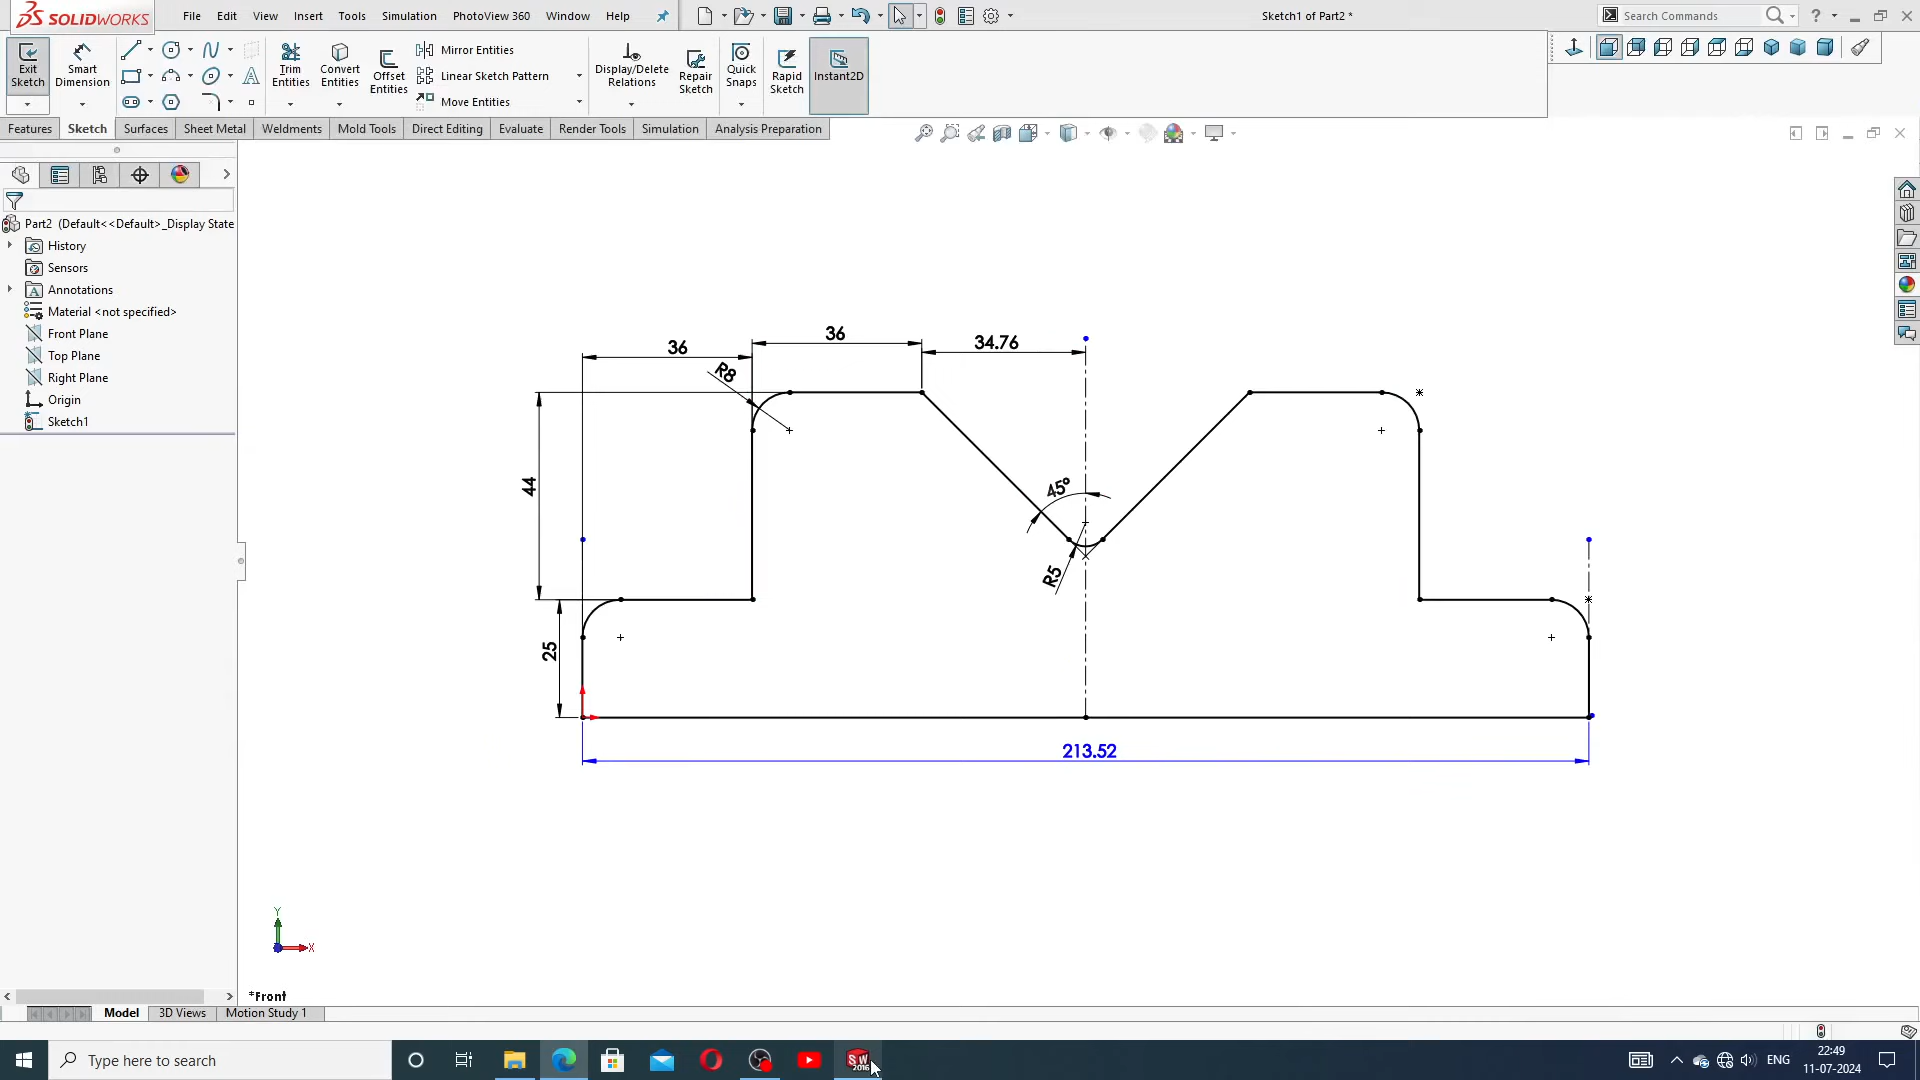 SOLIDWORKS File Edit View Insert Tools Simulation PhotoView 360 Window Help Sketch1 of Part2 * Search Commands ?
Exit Sketch
Smart Dimension
Trim Entities
Convert Entities
Offset Entities
Mirror Entities
Linear Sketch Pattern
Move Entities
Display/Delete Relations
Repair Sketch
Quick Snaps
Rapid Sketch
Instant2D
Features Sketch Surfaces Sheet Metal Weldments Mold Tools Direct Editing Evaluate Render Tools Simulation Analysis Preparation
Part2 (Default<<Default>_Display State
History
Sensors
Annotations
Material <not specified>
Front Plane
Top Plane
Right Plane
Origin
Sketch1
36
36
34.76
R8
44
45°
R5
25
213.52
Y
X
*Front
Model 3D Views Motion Study 1
Type here to search
SW
2016
ENG
22:49
11-07-2024